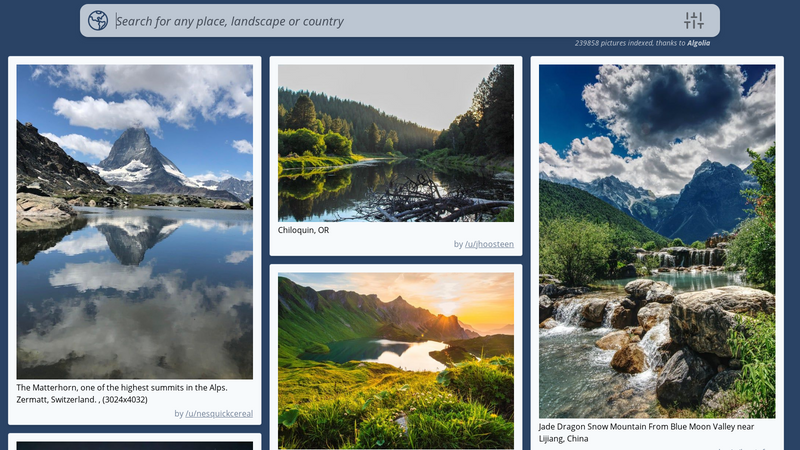 Search for any place, landscape or country
239858 pictures indexed, thanks to Algolia
The Matterhorn, one of the highest summits in the Alps.
Zermatt, Switzerland. , (3024x4032)
by /u/nesquickcereal
Chiloquin, OR
by /u/jhoosteen
Jade Dragon Snow Mountain From Blue Moon Valley near
Lijiang, China